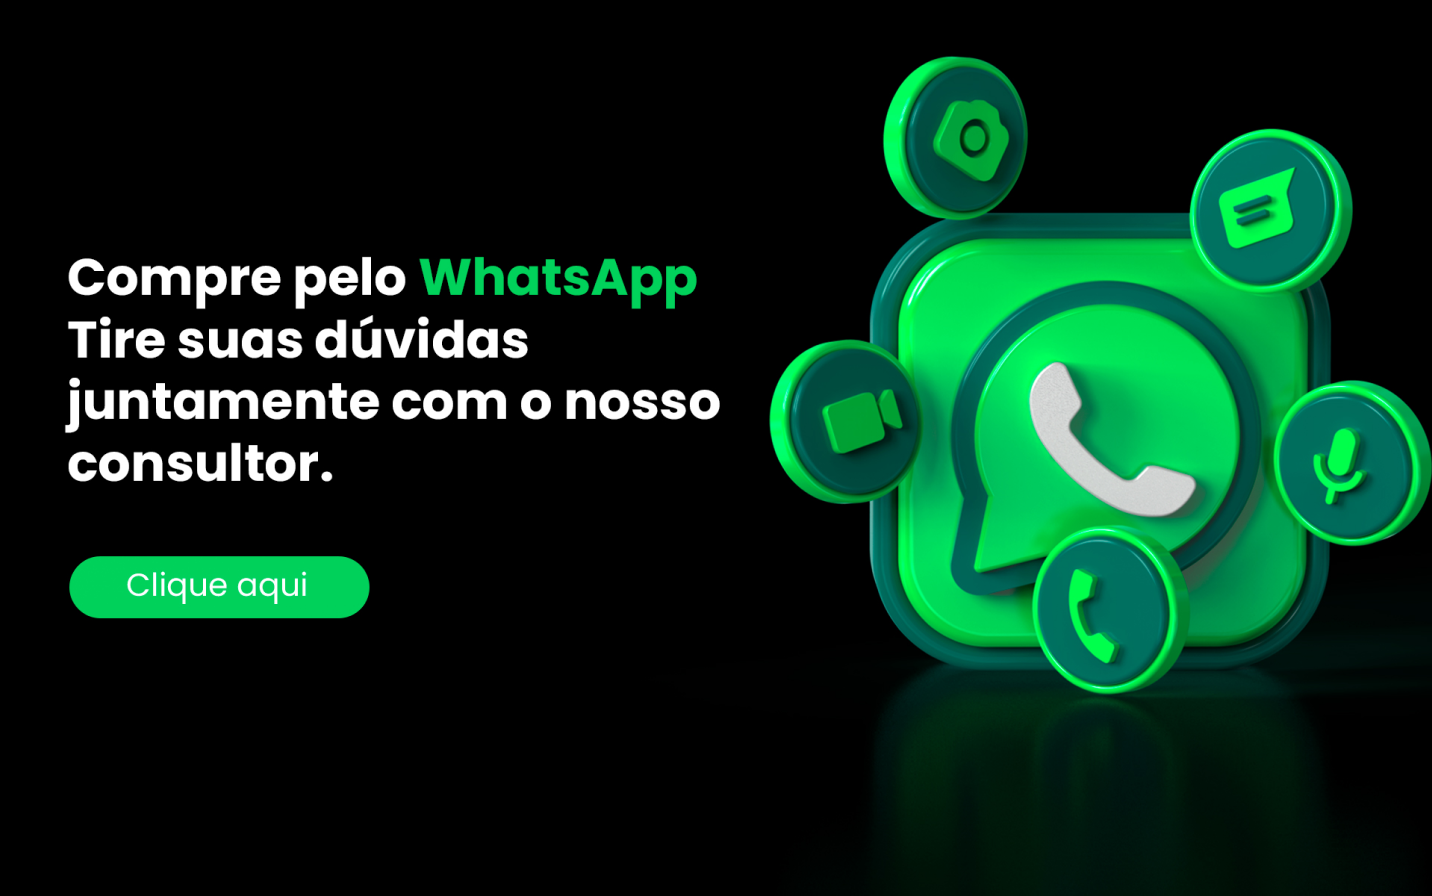 Compre pelo WhatsApp
Tire suas dúvidas
juntamente com o nosso
consultor.
Clique aqui